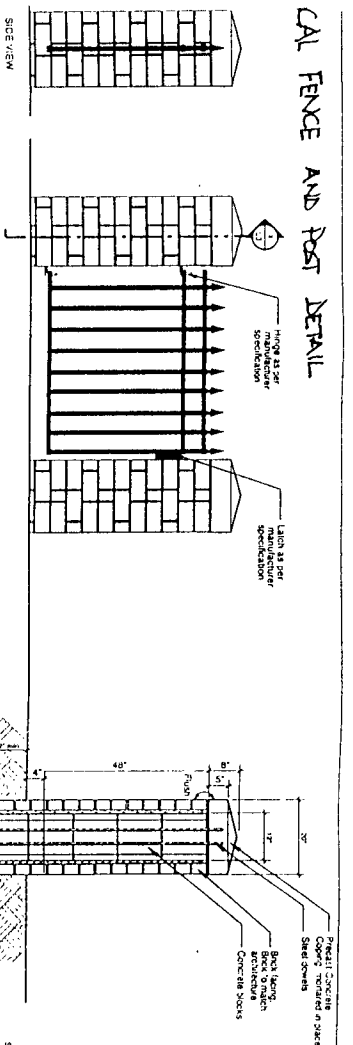 CAL FENCE AND POST DETAIL
SIDE VIEW
Hinge as per
manufacturer
specification
Latch as per
manufacturer
specification
48"
4"
8"
5"
Flush
12"
20"
Precast Concrete
Coping mortared in place
Steel dowels
Brick facing.
Brick to match
architecture
Concrete blocks